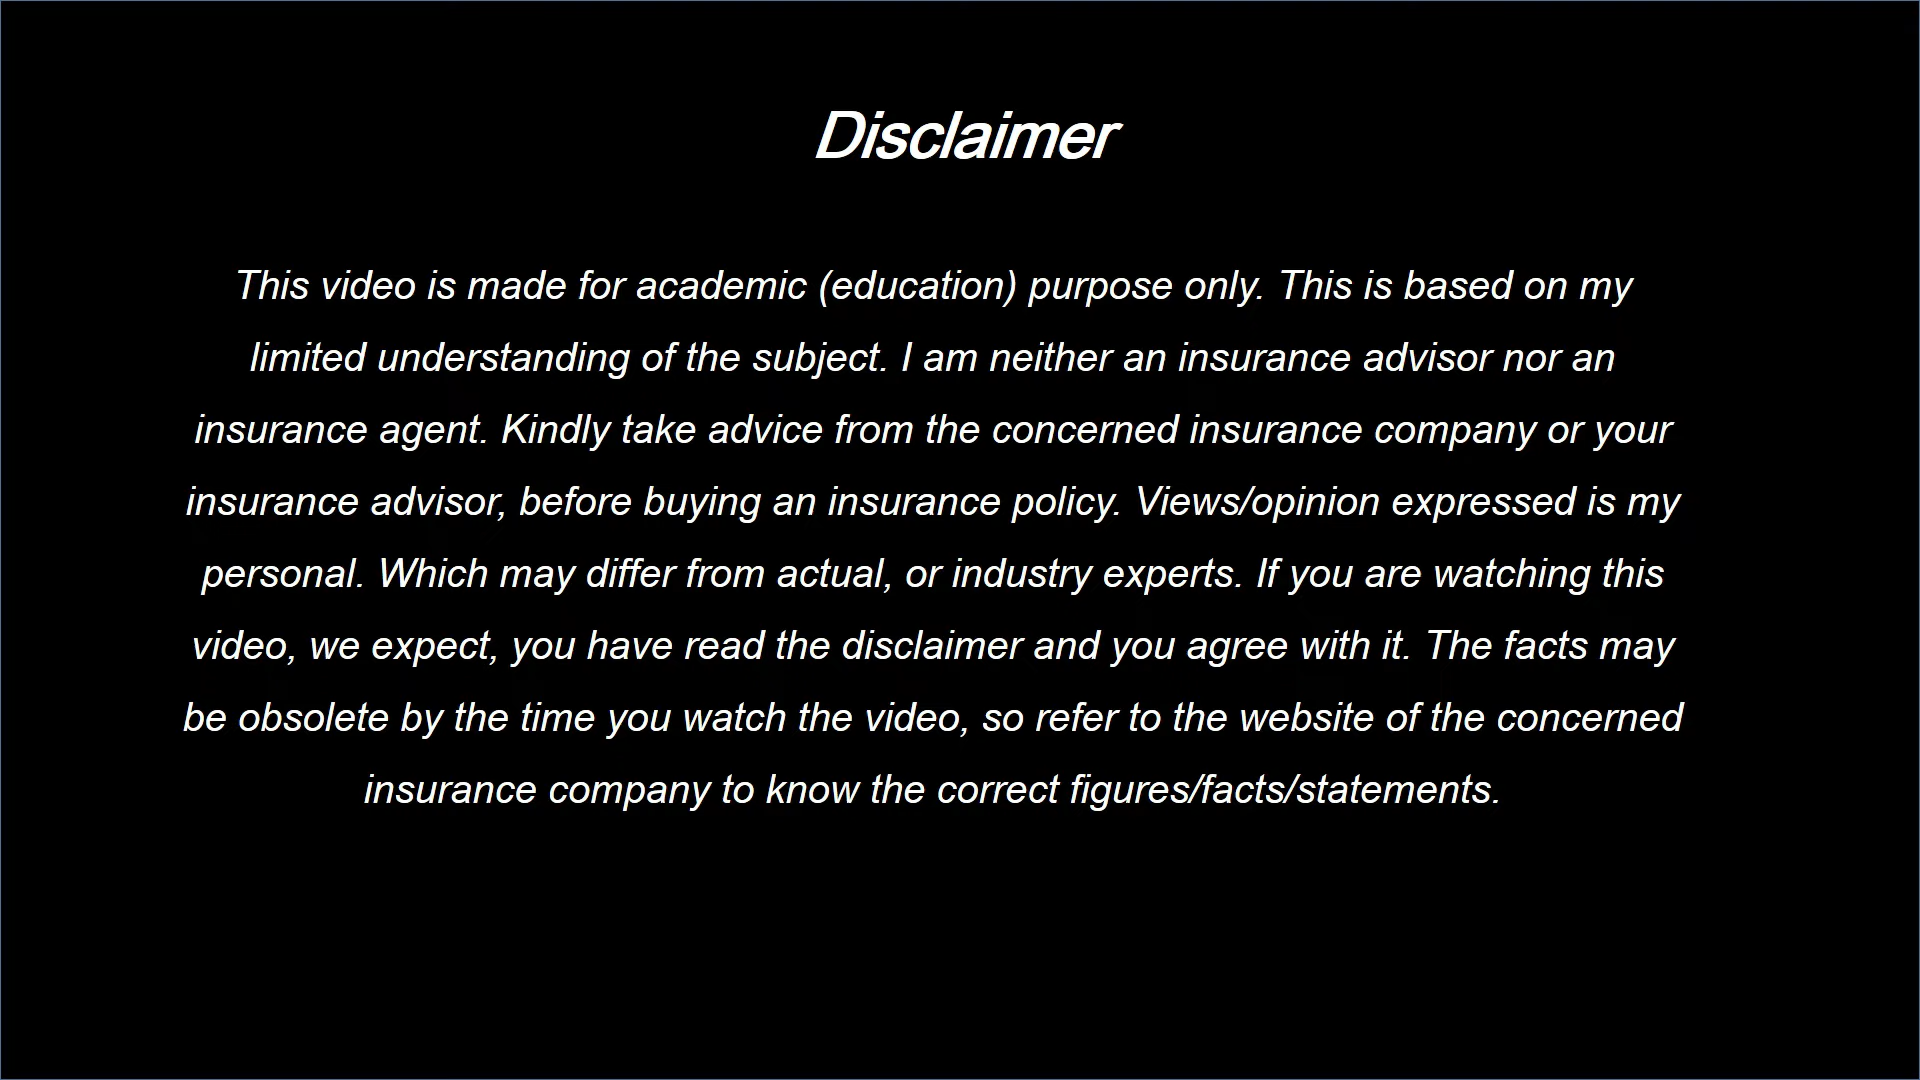 Disclaimer
This video is made for academic (education) purpose only. This is based on my
limited understanding of the subject. I am neither an insurance advisor nor an
insurance agent. Kindly take advice from the concerned insurance company or your
insurance advisor, before buying an insurance policy. Views/opinion expressed is my
personal. Which may differ from actual, or industry experts. If you are watching this
video, we expect, you have read the disclaimer and you agree with it. The facts may
be obsolete by the time you watch the video, so refer to the website of the concerned
insurance company to know the correct figures/facts/statements.